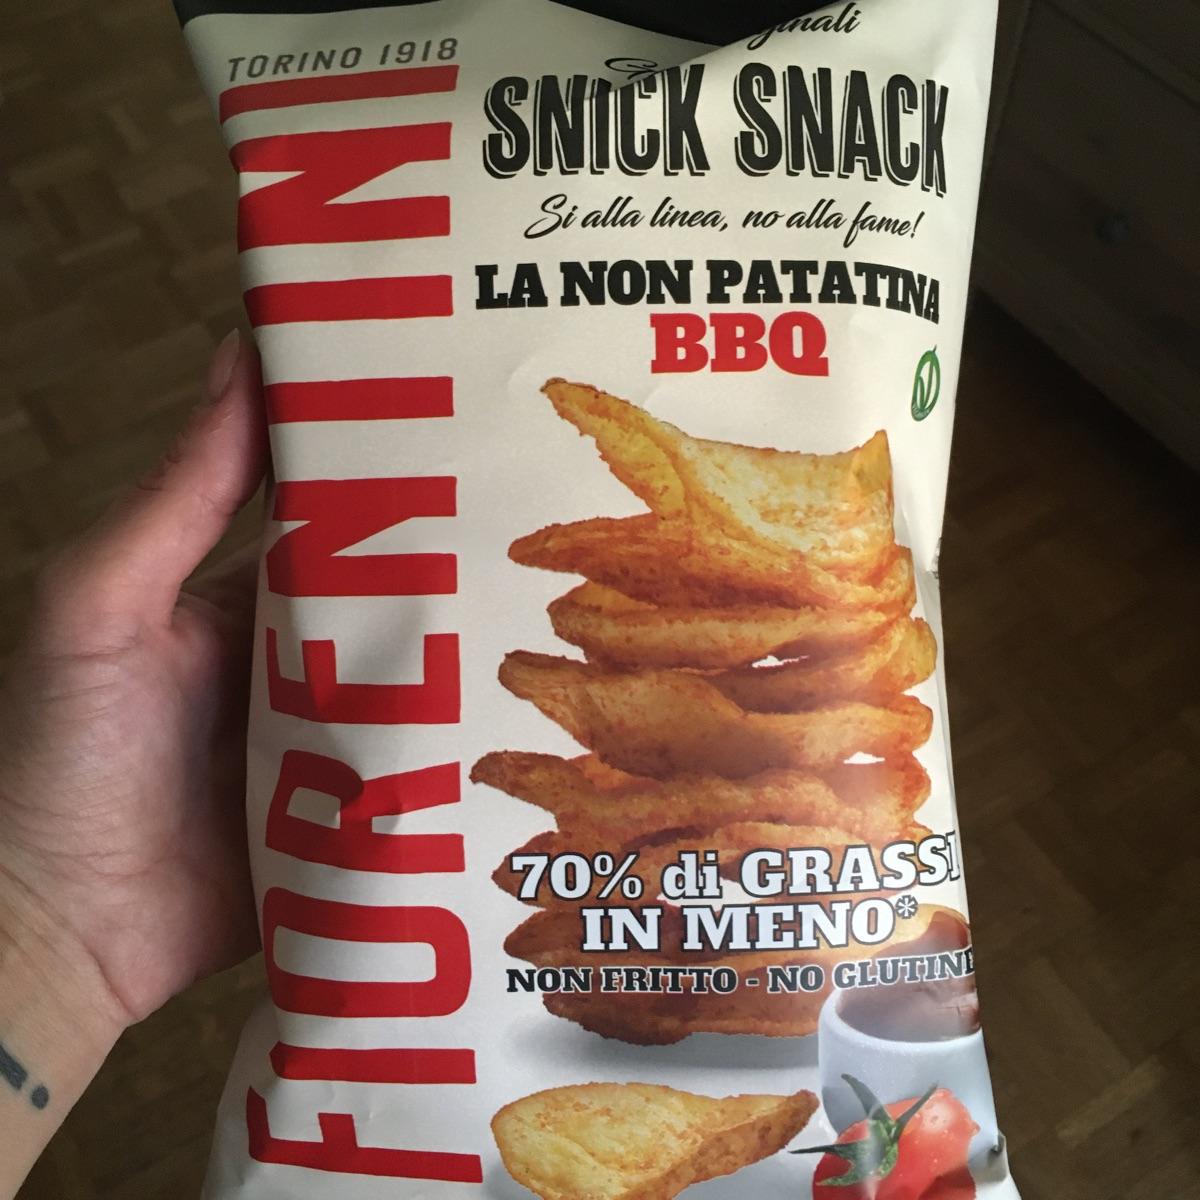 TORINO 1918
FIORENTINI
SNICK SNACK
Si alla linea, no alla fame!
LA NON PATATINA
BBQ
70% di GRASSI
IN MENO*
NON FRITTO - NO GLUTINE